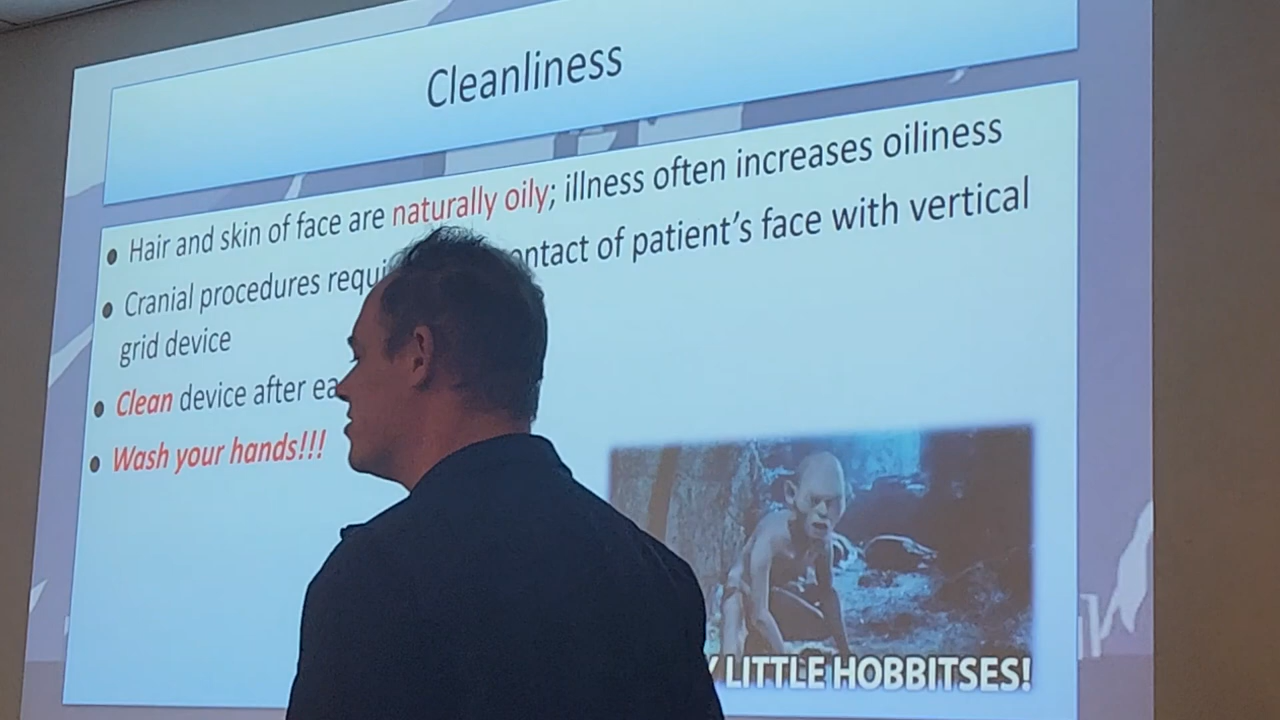 Cleanliness
Hair and skin of face are naturally oily; illness often increases oiliness
Cranial procedures requi ontact of patient's face with vertical
grid device
Clean device after ea
Wash your hands!!!
LITTLE HOBBITSES!